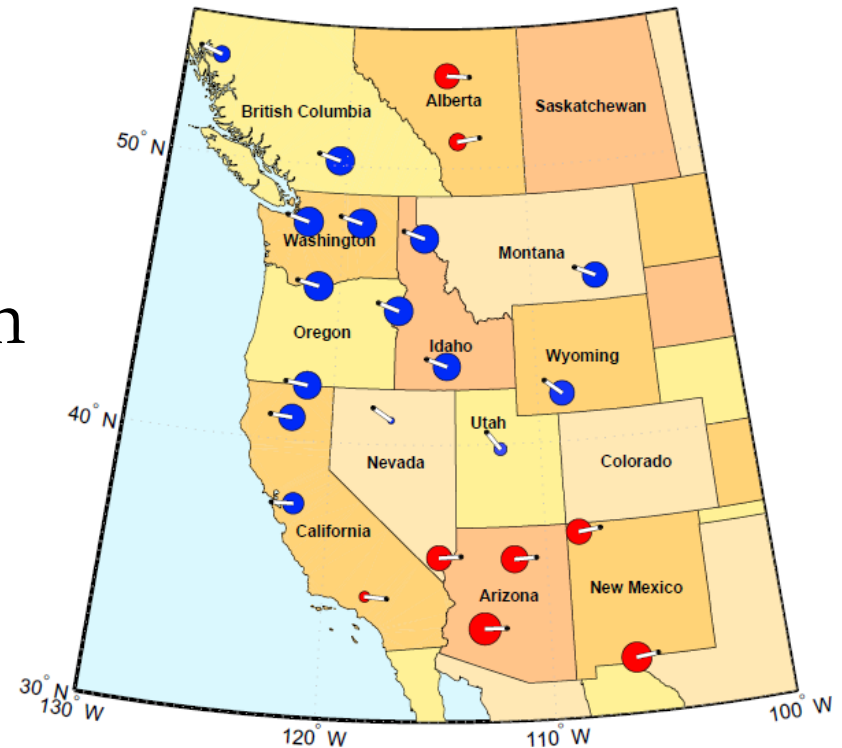 British Columbia
Alberta
Saskatchewan
50° N
Washington
Montana
n
Oregon
Idaho
Wyoming
40° N
Utah
Nevada
Colorado
California
Arizona
New Mexico
30° N
130° W
120° W
110° W
100° W